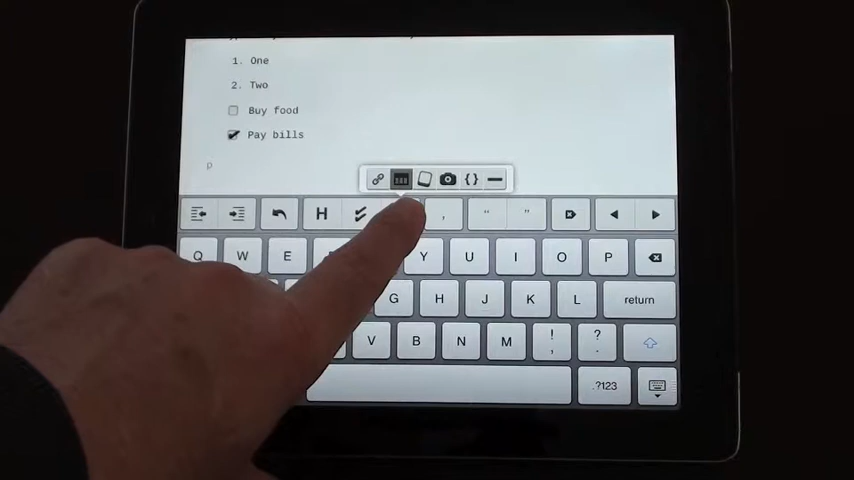 1. One
2. Two
Buy food
Pay bills
p
{ }
H , “ ”
Q W E Y U I O P
G H J K L return
V B N M ! , ? .
.?123